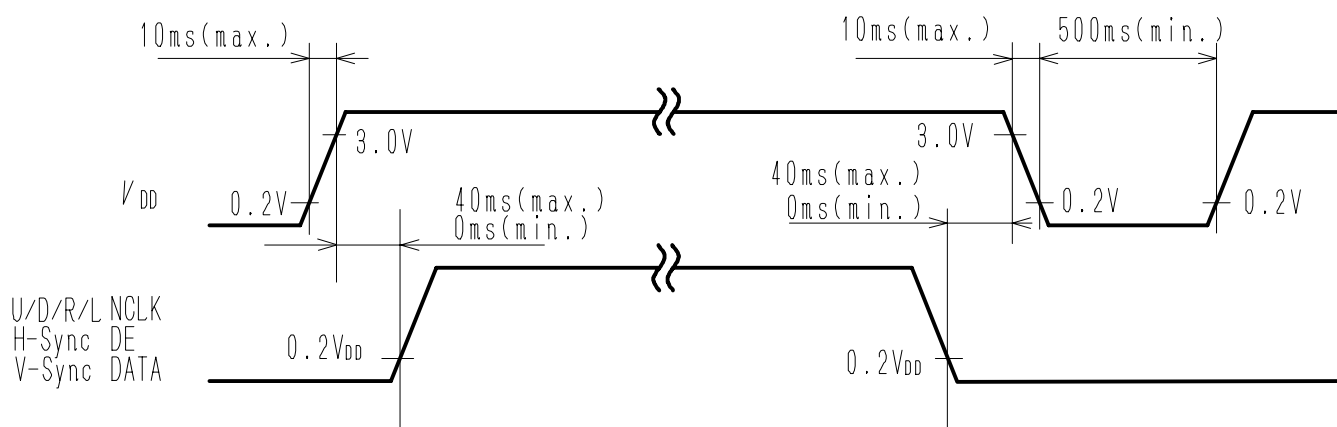 10ms(max.)
10ms(max.)
500ms(min.)
3.0V
3.0V
VDD
0.2V
40ms(max.)
0ms(min.)
40ms(max.)
0ms(min.)
0.2V
0.2V
U/D/R/L NCLK
H-Sync DE
V-Sync DATA
0.2VDD
0.2VDD